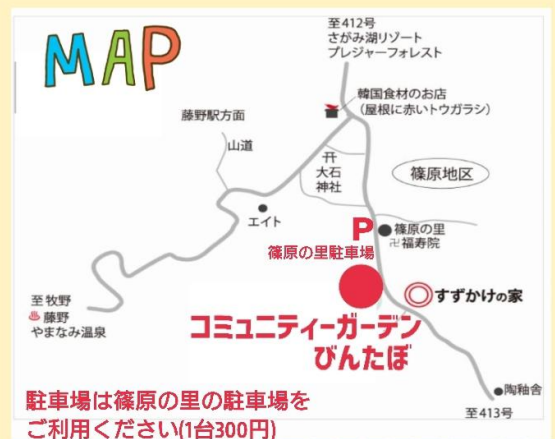 MAP
至412号
さがみ湖リゾート
プレジャーフォレスト
韓国食材のお店
(屋根に赤いトウガラシ)
藤野駅方面
山道
大石
神社
篠原地区
エイト
P
篠原の里駐車場
篠原の里
卍福寿院
至牧野
♨藤野
やまなみ温泉
すずかけの家
コミュニティーガーデン
びんたぼ
陶釉舎
至413号
駐車場は篠原の里の駐車場を
ご利用ください(1台300円)